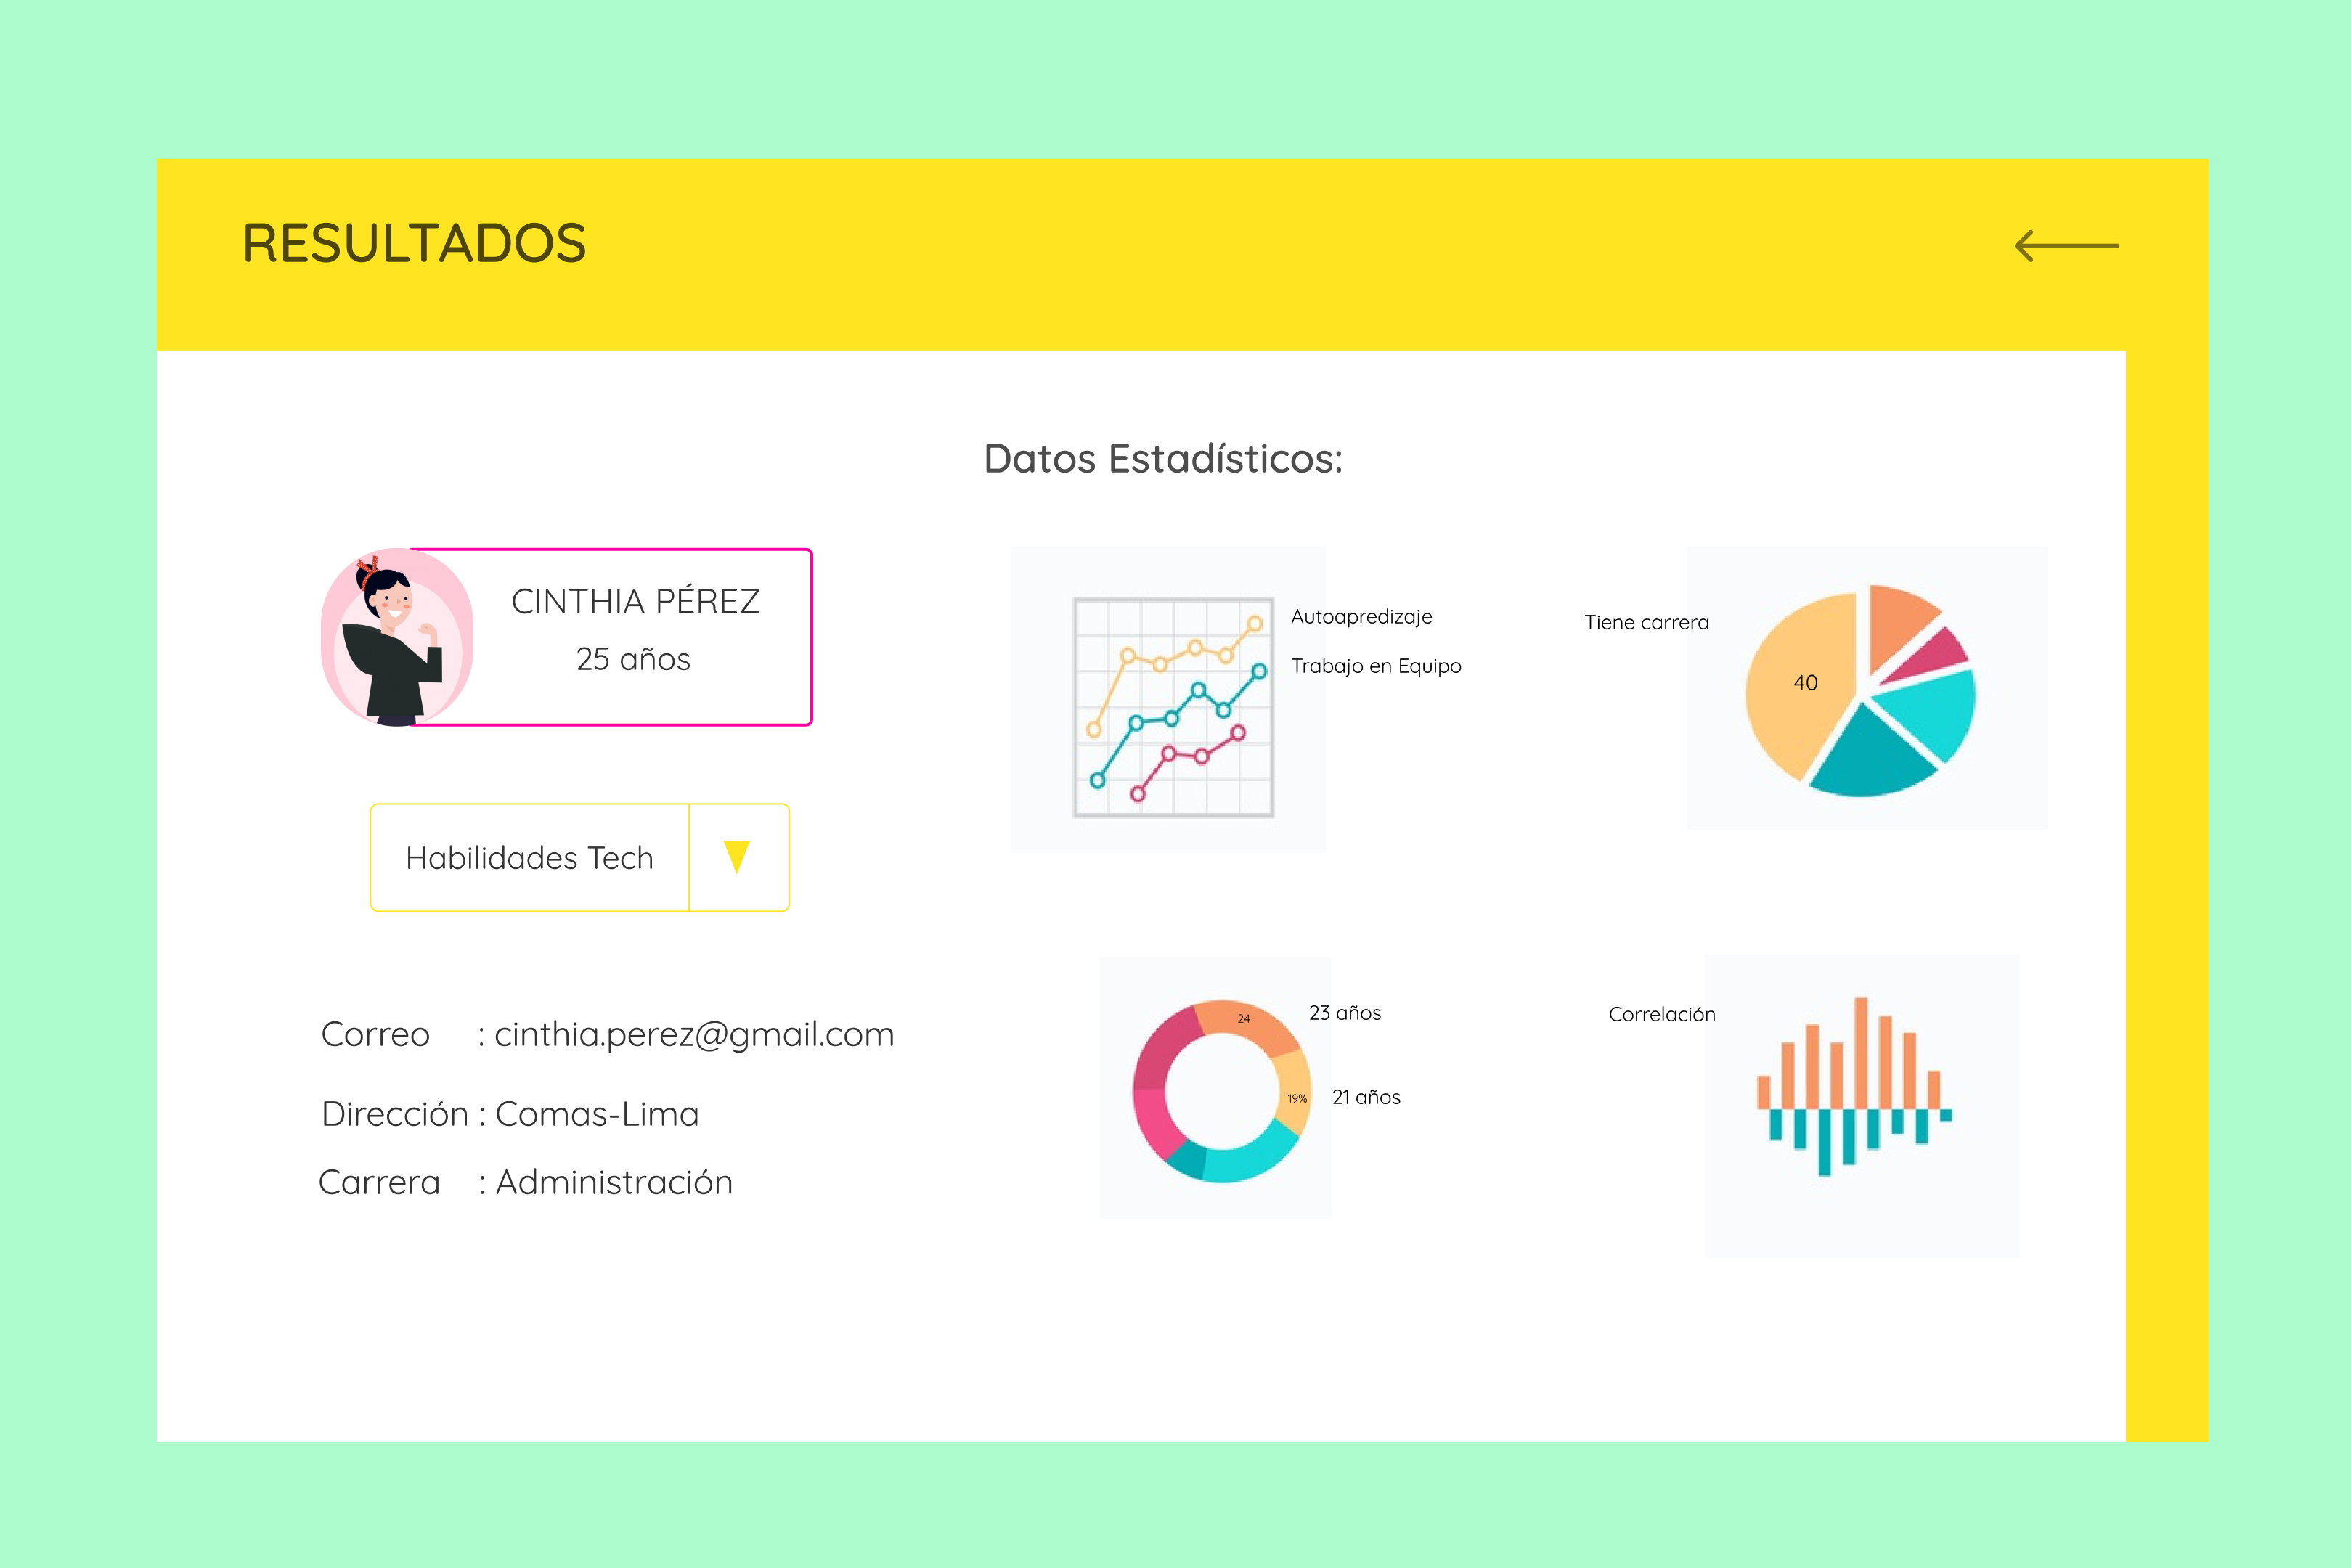 RESULTADOS
Datos Estadísticos:
CINTHIA PÉREZ
25 años
Habilidades Tech
Correo : cinthia.perez@gmail.com
Dirección : Comas-Lima
Carrera : Administración
Autoapredizaje
Trabajo en Equipo
Tiene carrera
40
24
23 años
19%
21 años
Correlación